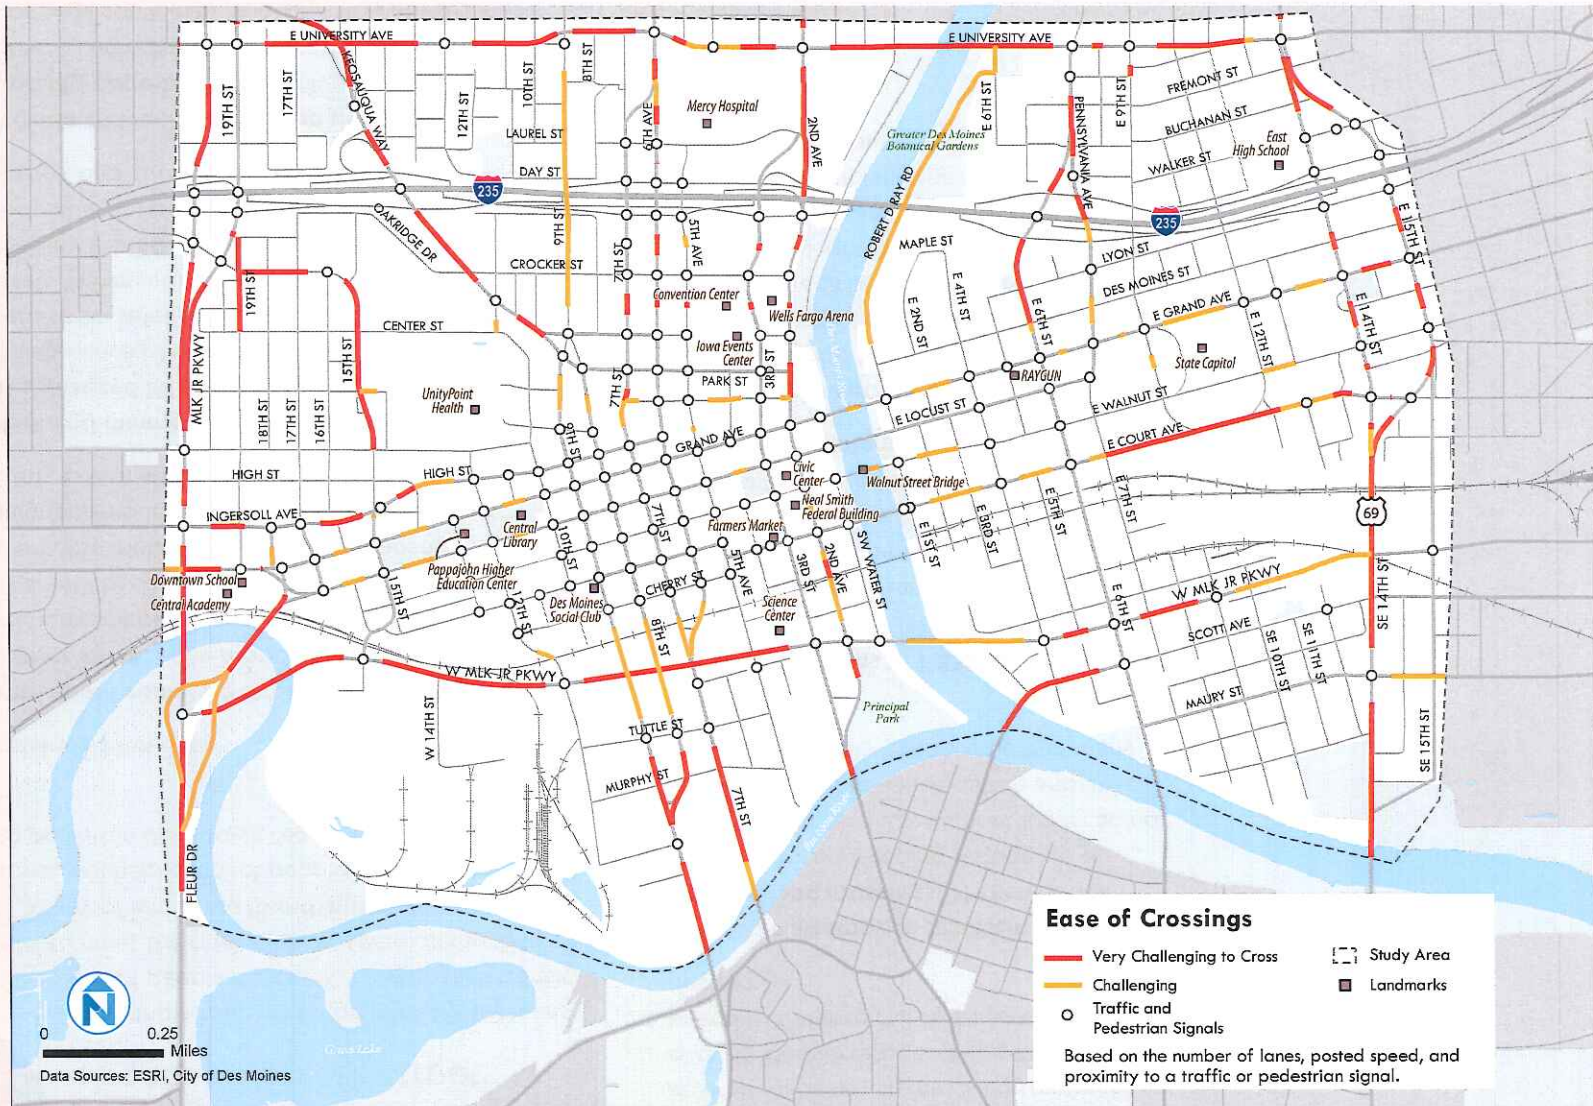 E UNIVERSITY AVE
E UNIVERSITY AVE
KEOSAUQUA WAY
19TH ST
17TH ST
12TH ST
10TH ST
8TH ST
6TH AVE
Mercy Hospital
2ND AVE
Greater Des Moines
Botanical Gardens
E 6TH ST
PENNSYLVANIA AVE
E 9TH ST
FREMONT ST
BUCHANAN ST
WALKER ST
East
High School
LAUREL ST
DAY ST
235
235
OAKRIDGE DR
9TH ST
CROCKER ST
7TH ST
5TH AVE
ROBERT D RAY RD
MAPLE ST
LYON ST
DES MOINES ST
E GRAND AVE
E 15TH ST
E 14TH ST
E 12TH ST
19TH ST
CENTER ST
Convention Center
Wells Fargo Arena
Iowa Events
Center
3RD ST
PARK ST
E 2ND ST
E 4TH ST
E 6TH ST
RAYGUN
State Capitol
MLK JR PKWY
15TH ST
18TH ST
17TH ST
16TH ST
UnityPoint
Health
7TH ST
9TH ST
GRAND AVE
E LOCUST ST
E WALNUT ST
E COURT AVE
HIGH ST
HIGH ST
Civic
Center
Walnut Street Bridge
Neal Smith
Federal Building
INGERSOLL AVE
Central
Library
10TH ST
7TH ST
Farmers Market
E 1ST ST
E 3RD ST
E 5TH ST
E 7TH ST
69
Downtown School
Central Academy
Pappajohn Higher
Education Center
15TH ST
12TH ST
Des Moines
Social Club
CHERRY ST
8TH ST
5TH AVE
3RD ST
2ND AVE
SW WATER ST
Science
Center
W MLK JR PKWY
E 6TH ST
SCOTT AVE
SE 10TH ST
SE 11TH ST
SE 14TH ST
W MLK JR PKWY
MAURY ST
W 14TH ST
TUTTLE ST
MURPHY ST
7TH ST
Principal
Park
SE 15TH ST
FLEUR DR
Ease of Crossings
Very Challenging to Cross
Challenging
Traffic and
Pedestrian Signals
Study Area
Landmarks
Based on the number of lanes, posted speed, and
proximity to a traffic or pedestrian signal.
N
0 0.25
Miles
Data Sources: ESRI, City of Des Moines